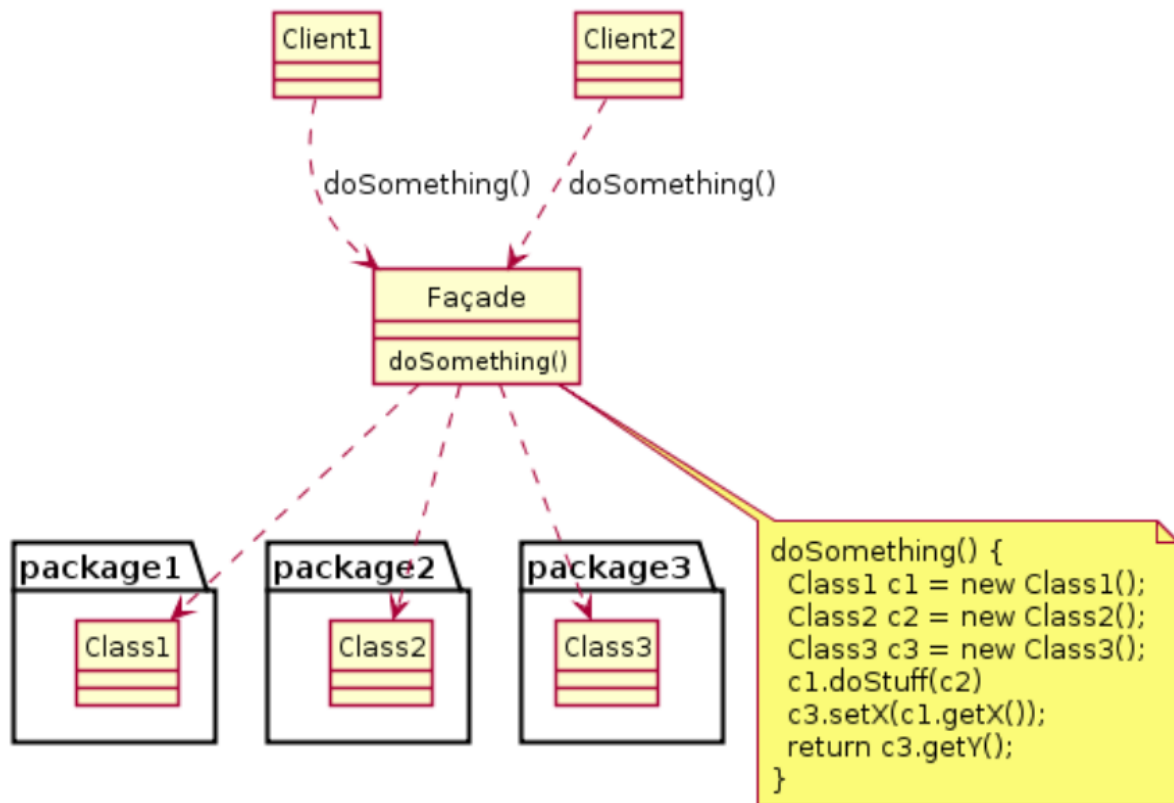 Client1
Client2
doSomething()
doSomething()
Façade
doSomething()
package1
Class1
package2
Class2
package3
Class3
doSomething() {
  Class1 c1 = new Class1();
  Class2 c2 = new Class2();
  Class3 c3 = new Class3();
  c1.doStuff(c2)
  c3.setX(c1.getX());
  return c3.getY();
}